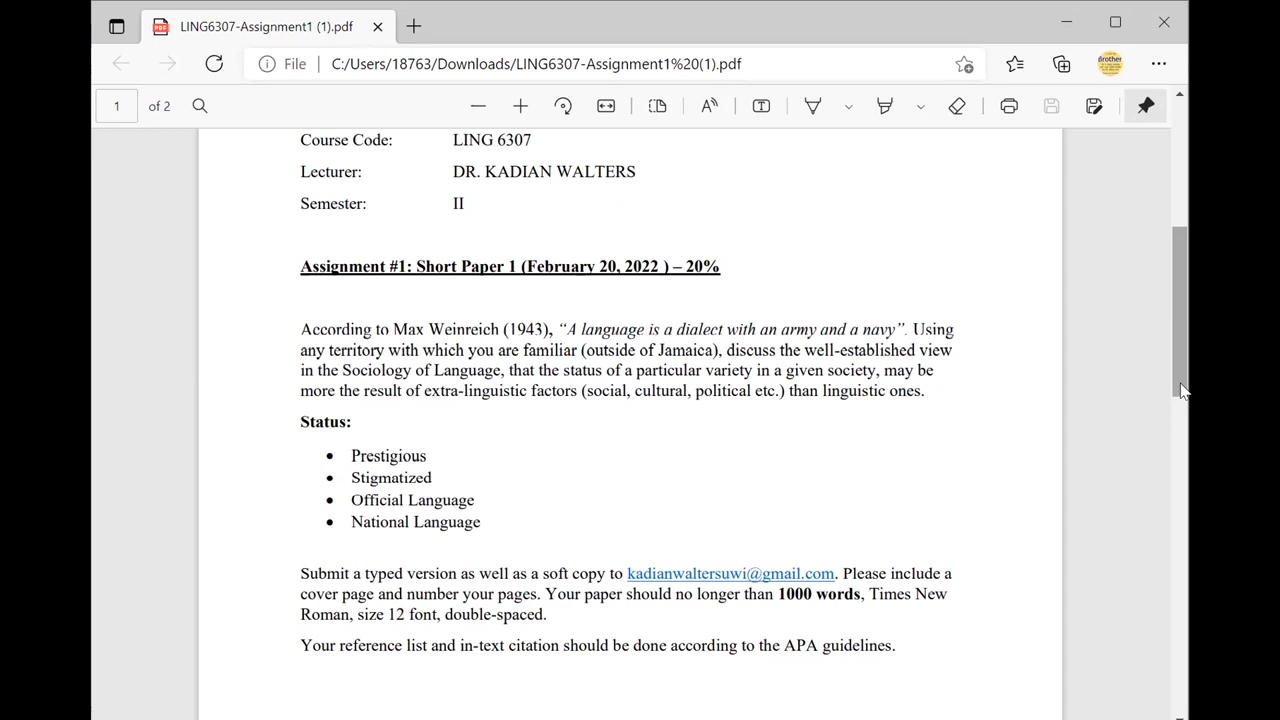 LING6307-Assignment1 (1).pdf
File
C:/Users/18763/Downloads/LING6307-Assignment1%20(1).pdf
1 of 2
Course Code: LING 6307
Lecturer: DR. KADIAN WALTERS
Semester: II
Assignment #1: Short Paper 1 (February 20, 2022 ) – 20%
According to Max Weinreich (1943), “A language is a dialect with an army and a navy”. Using
any territory with which you are familiar (outside of Jamaica), discuss the well-established view
in the Sociology of Language, that the status of a particular variety in a given society, may be
more the result of extra-linguistic factors (social, cultural, political etc.) than linguistic ones.
Status:
• Prestigious
• Stigmatized
• Official Language
• National Language
Submit a typed version as well as a soft copy to kadianwaltersuwi@gmail.com. Please include a
cover page and number your pages. Your paper should no longer than 1000 words, Times New
Roman, size 12 font, double-spaced.
Your reference list and in-text citation should be done according to the APA guidelines.